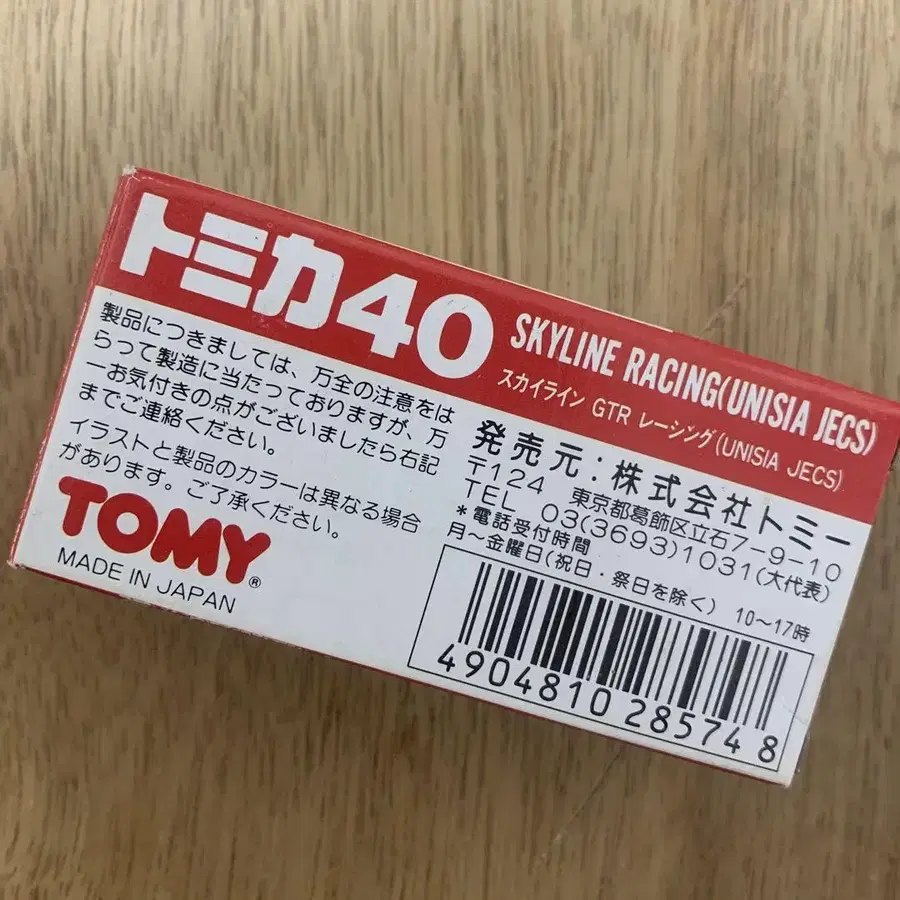 トミカ40
SKYLINE RACING(UNISIA JECS)
スカイライン GTR レーシング(UNISIA JECS)
製品につきましては、万全の注意をは
らって製造に当たっておりますが、万
一お気付きの点がございましたら右記
までご連絡ください。
イラストと製品のカラーは異なる場合
があります。ご了承ください。
TOMY®
MADE IN JAPAN
発売元:株式会社トミー
〒124 東京都葛飾区立石7-9-10
TEL 03(3693)1031(大代表)
*電話受付時間
月~金曜日(祝日・祭日を除く) 10~17時
4904810 285748